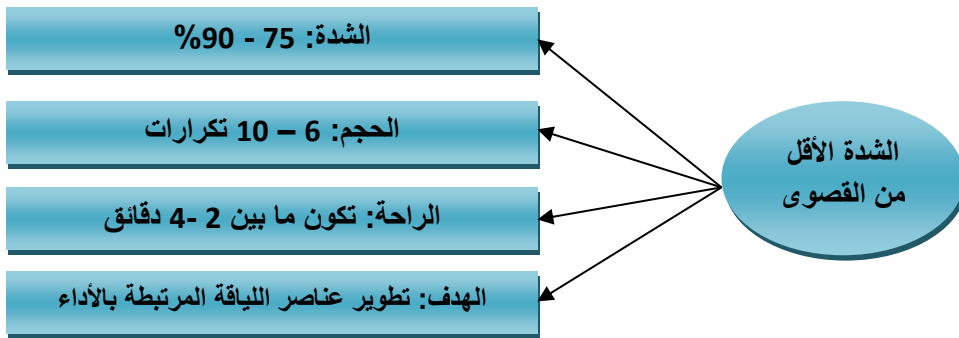 الشدة الأقل
من القصوى
الشدة: 75 - 90%
الحجم: 6 – 10 تكرارات
الراحة: تكون ما بين 2 -4 دقائق
الهدف: تطوير عناصر اللياقة المرتبطة بالأداء